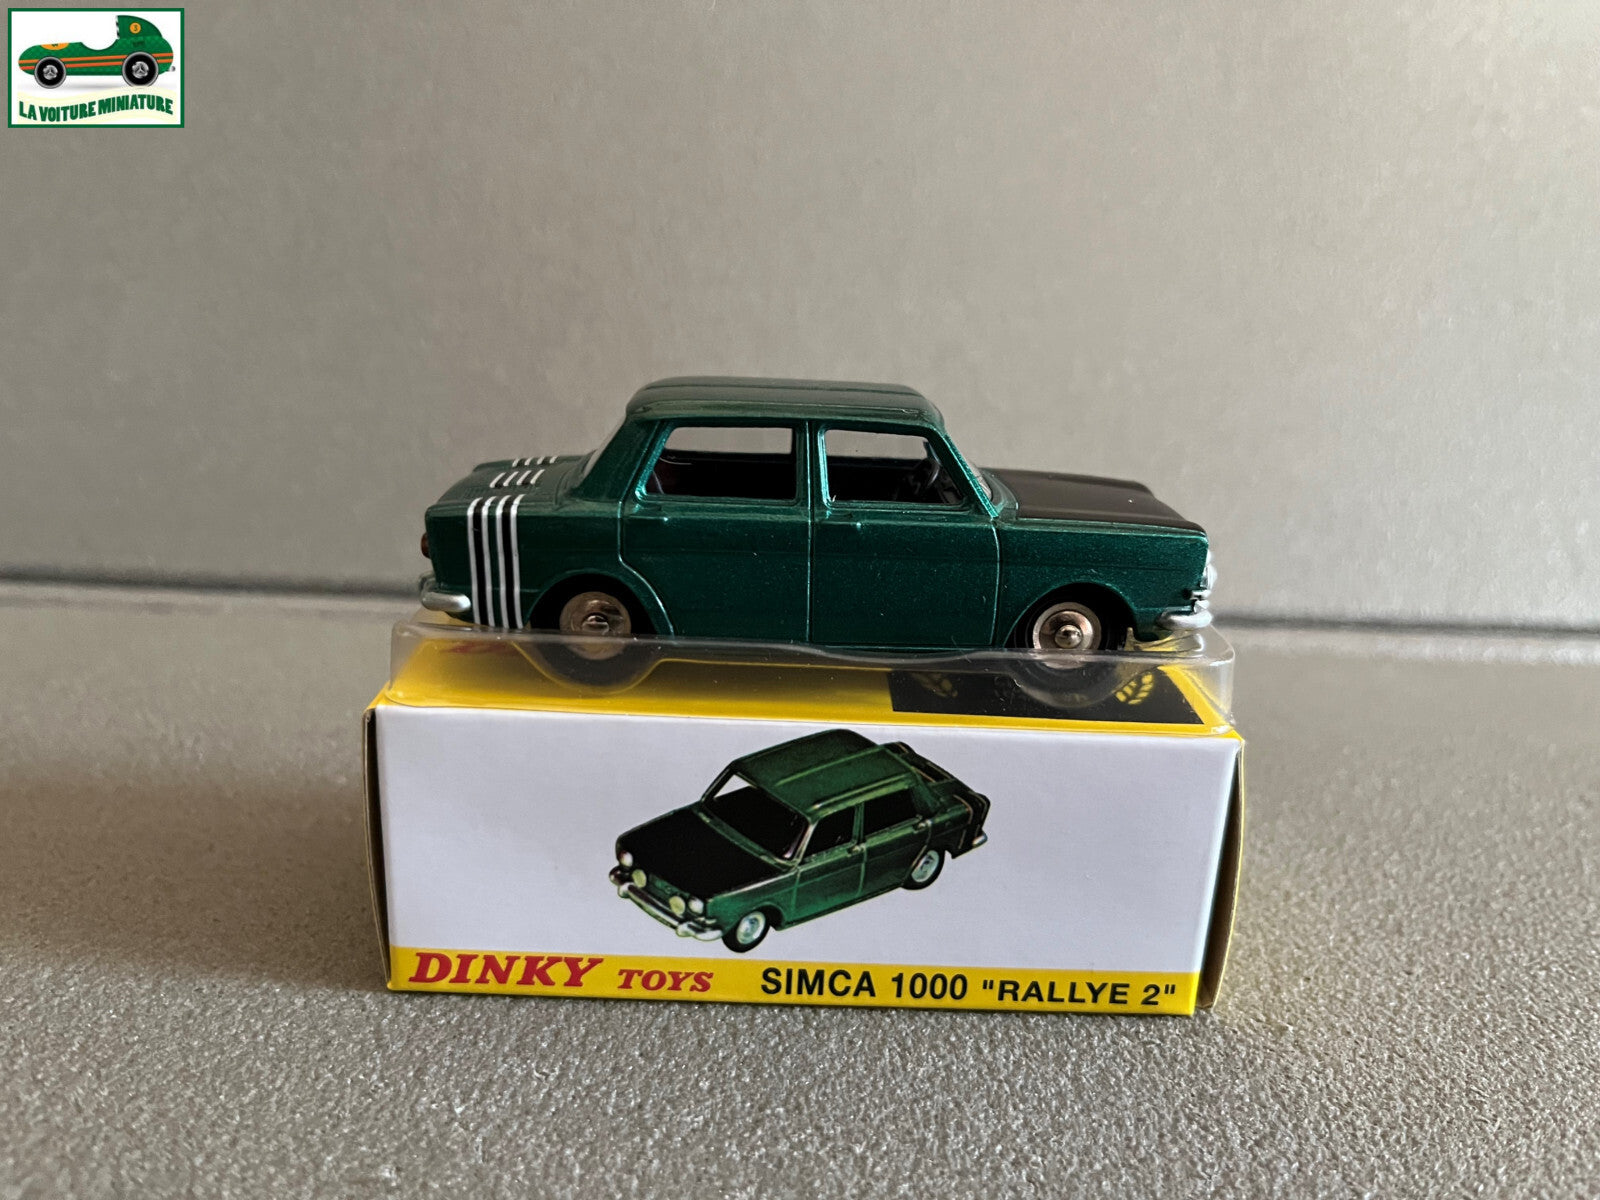 LA VOITURE MINIATURE
DINKY TOYS SIMCA 1000 "RALLYE 2"